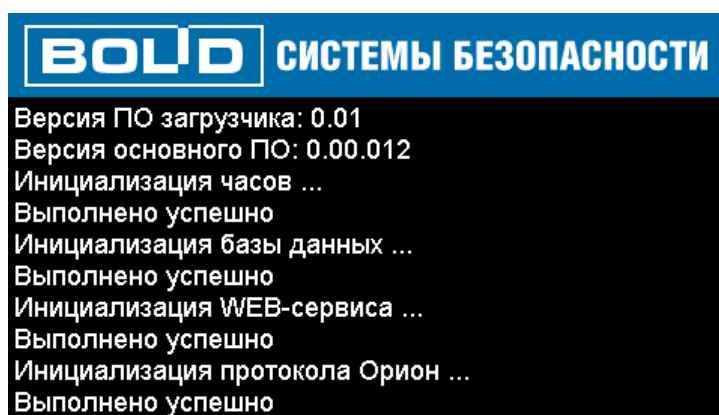 BOLID СИСТЕМЫ БЕЗОПАСНОСТИ
Версия ПО загрузчика: 0.01
Версия основного ПО: 0.00.012
Инициализация часов ...
Выполнено успешно
Инициализация базы данных ...
Выполнено успешно
Инициализация WEB-сервиса ...
Выполнено успешно
Инициализация протокола Орион ...
Выполнено успешно